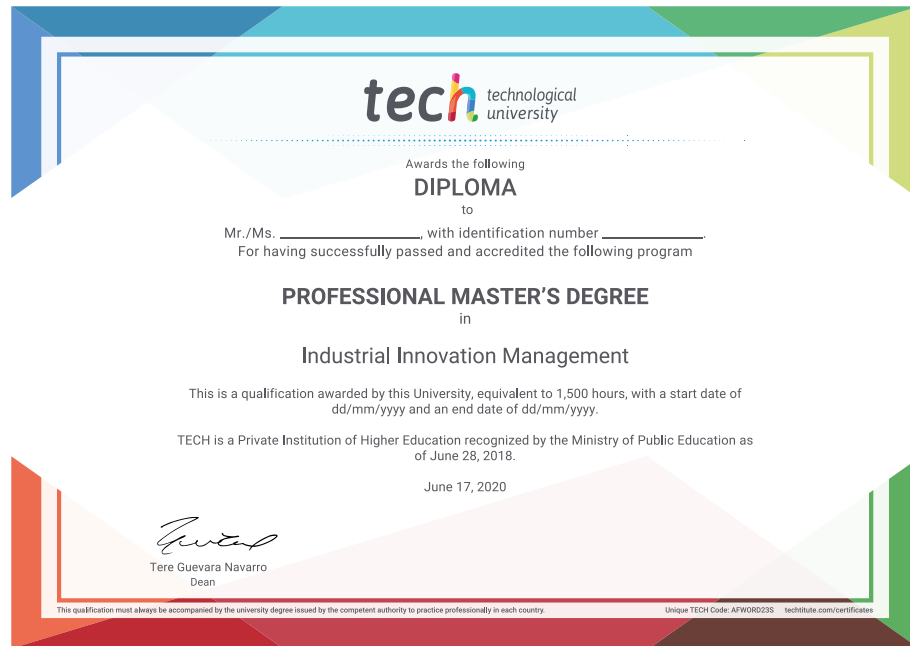 tech technological
university
Awards the following
DIPLOMA
to
Mr./Ms. ____________________, with identification number ______________.
For having successfully passed and accredited the following program
PROFESSIONAL MASTER'S DEGREE
in
Industrial Innovation Management
This is a qualification awarded by this University, equivalent to 1,500 hours, with a start date of
dd/mm/yyyy and an end date of dd/mm/yyyy.
TECH is a Private Institution of Higher Education recognized by the Ministry of Public Education as
of June 28, 2018.
June 17, 2020
Tere Guevara Navarro
Dean
This qualification must always be accompanied by the university degree issued by the competent authority to practice professionally in each country. Unique TECH Code: AFWORD23S techtitute.com/certificates